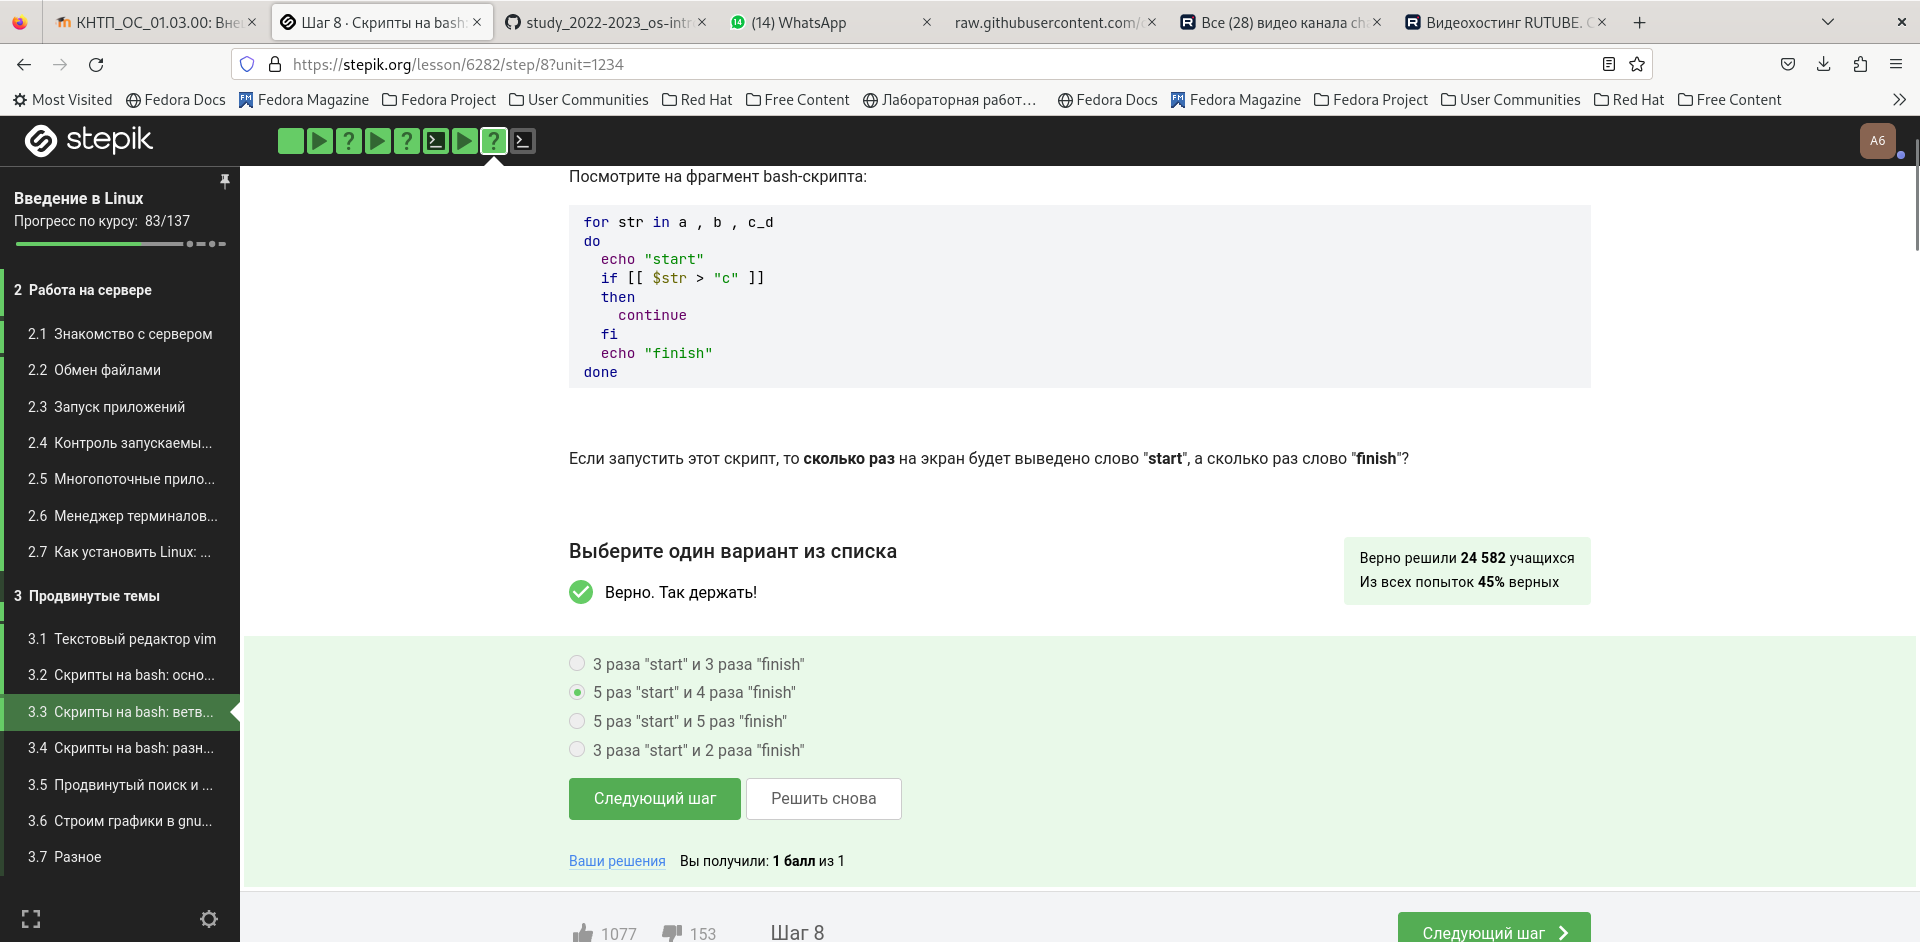 КНТП_ОС_01.03.00: Вне
Шаг 8 · Скрипты на bash:
study_2022-2023_os-intr
14
(14) WhatsApp
raw.githubusercontent.com/
Все (28) видео канала
Видеохостинг RUTUBE.
https://stepik.org/lesson/6282/step/8?unit=1234
Most Visited
Fedora Docs
Fedora Magazine
Fedora Project
User Communities
Red Hat
Free Content
Лабораторная работ…
Fedora Docs
Fedora Magazine
Fedora Project
User Communities
Red Hat
Free Content
stepik
A6
Введение в Linux
Прогресс по курсу: 83/137
2 Работа на сервере
2.1 Знакомство с сервером
2.2 Обмен файлами
2.3 Запуск приложений
2.4 Контроль запускаемы...
2.5 Многопоточные прило...
2.6 Менеджер терминалов...
2.7 Как установить Linux: ...
3 Продвинутые темы
3.1 Текстовый редактор vim
3.2 Скрипты на bash: осно...
3.3 Скрипты на bash: ветв...
3.4 Скрипты на bash: разн...
3.5 Продвинутый поиск и ...
3.6 Строим графики в gnu...
3.7 Разное
Посмотрите на фрагмент bash-скрипта:
for str in a , b , c_d
do
echo "start"
if [[ $str > "c" ]]
then
continue
fi
echo "finish"
done
Если запустить этот скрипт, то сколько раз на экран будет выведено слово "start", а сколько раз слово "finish"?
Выберите один вариант из списка
Верно. Так держать!
Верно решили 24 582 учащихся
Из всех попыток 45% верных
3 раза "start" и 3 раза "finish"
5 раз "start" и 4 раза "finish"
5 раз "start" и 5 раз "finish"
3 раза "start" и 2 раза "finish"
Следующий шаг
Решить снова
Ваши решения Вы получили: 1 балл из 1
1077
153
Шаг 8
Следующий шаг